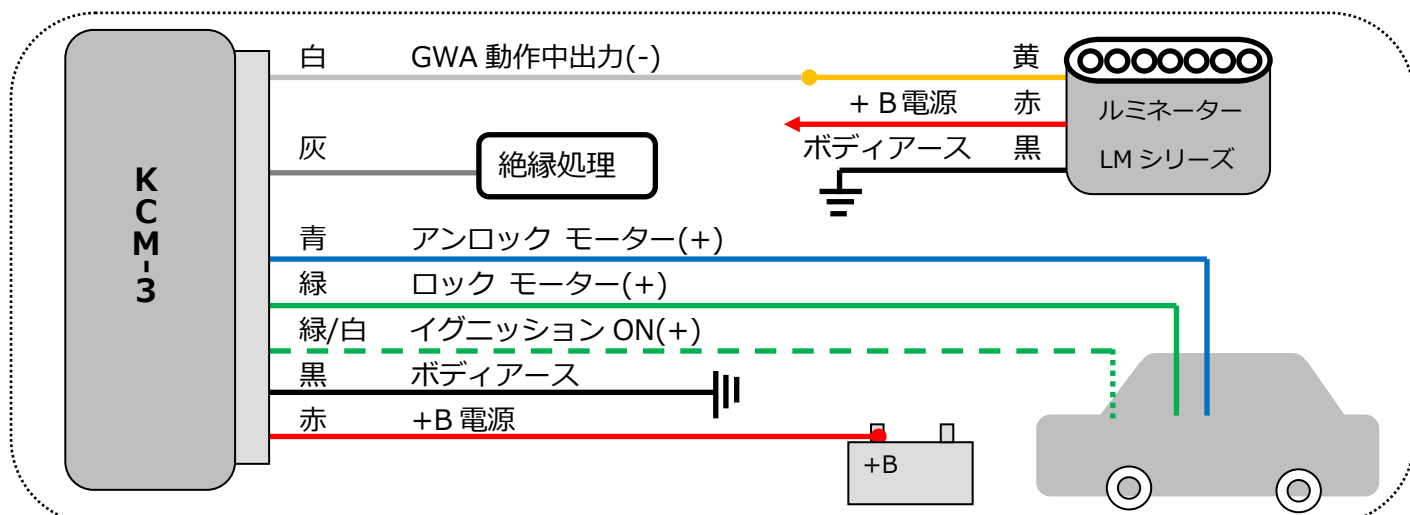 白 GWA 動作中出力(-) 黄
+ B 電源 赤
ルミネーター
灰 絶縁処理 ボディアース 黒
LM シリーズ
KCM-3
青 アンロック モーター(+)
緑 ロック モーター(+)
緑/白 イグニッション ON(+)
黒 ボディアース
赤 +B 電源
+B